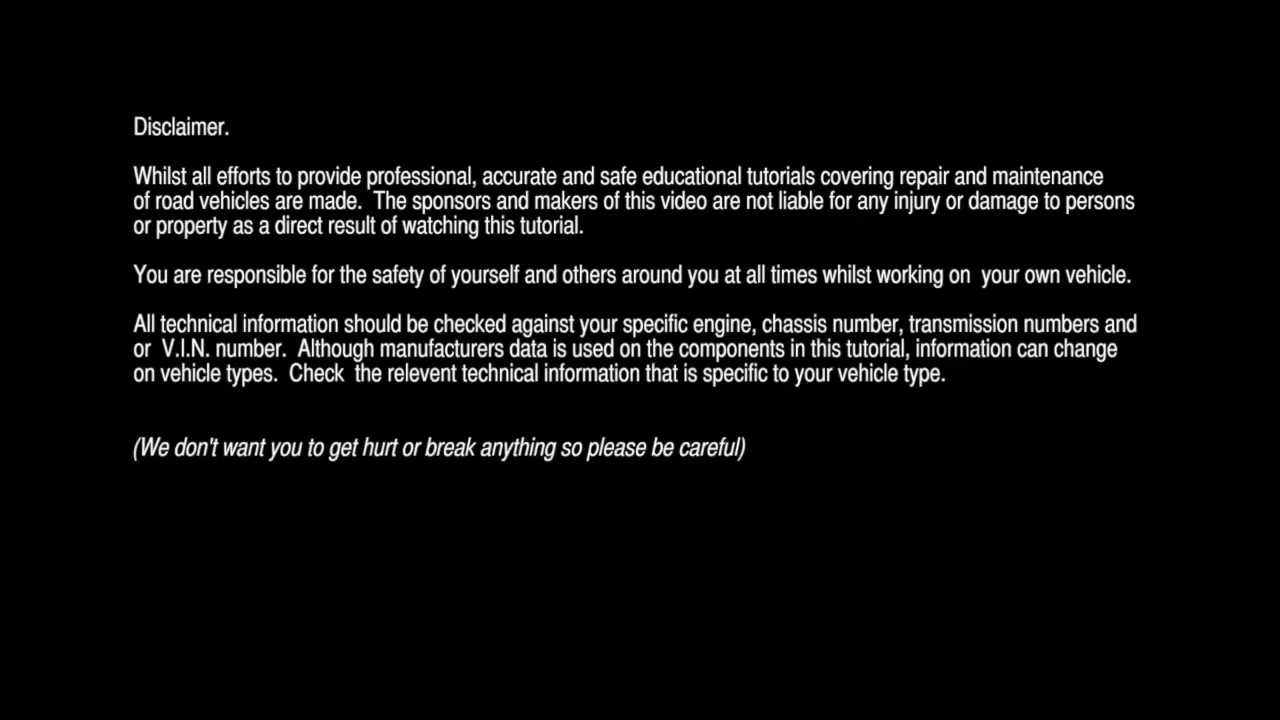 Disclaimer.
Whilst all efforts to provide professional, accurate and safe educational tutorials covering repair and maintenance
of road vehicles are made.  The sponsors and makers of this video are not liable for any injury or damage to persons
or property as a direct result of watching this tutorial.
You are responsible for the safety of yourself and others around you at all times whilst working on  your own vehicle.
All technical information should be checked against your specific engine, chassis number, transmission numbers and
or  V.I.N. number.  Although manufacturers data is used on the components in this tutorial, information can change
on vehicle types.  Check  the relevent technical information that is specific to your vehicle type.
(We don't want you to get hurt or break anything so please be careful)